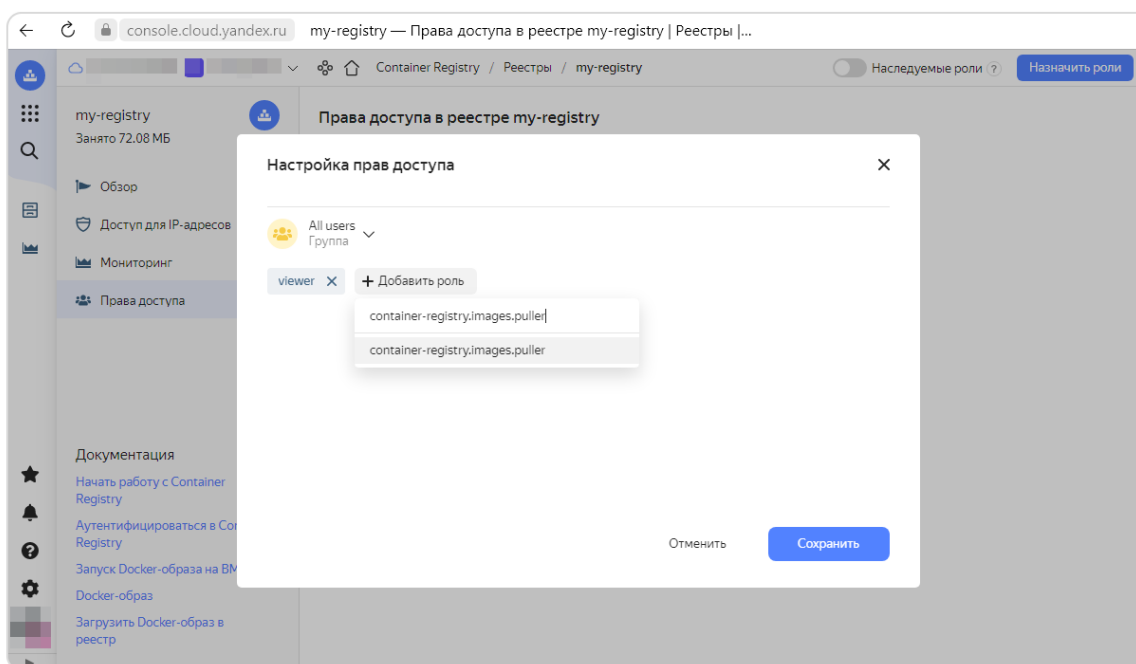 console.cloud.yandex.ru my-registry — Права доступа в реестре my-registry | Реестры |...
Container Registry / Реестры / my-registry
Наследуемые роли ?
Назначить роли
my-registry
Занято 72.08 МБ
Обзор
Доступ для IP-адресов
Мониторинг
Права доступа
Документация
Начать работу с Container
Registry
Аутентифицироваться в Con
Registry
Запуск Docker-образа на ВМ
Docker-образ
Загрузить Docker-образ в
реестр
Права доступа в реестре my-registry
Настройка прав доступа
All users
Группа
viewer
Добавить роль
container-registry.images.puller
container-registry.images.puller
Отменить
Сохранить